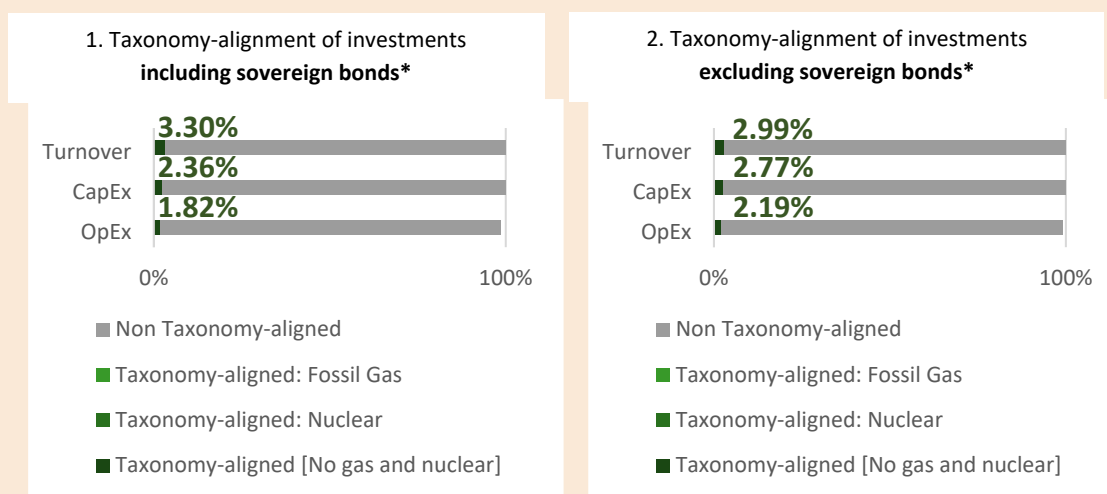 1. Taxonomy-alignment of investments
including sovereign bonds*
3.30%
Turnover
2.36%
CapEx
1.82%
OpEx
0% 100%
Non Taxonomy-aligned
Taxonomy-aligned: Fossil Gas
Taxonomy-aligned: Nuclear
Taxonomy-aligned [No gas and nuclear]
2. Taxonomy-alignment of investments
excluding sovereign bonds*
2.99%
Turnover
2.77%
CapEx
2.19%
OpEx
0% 100%
Non Taxonomy-aligned
Taxonomy-aligned: Fossil Gas
Taxonomy-aligned: Nuclear
Taxonomy-aligned [No gas and nuclear]